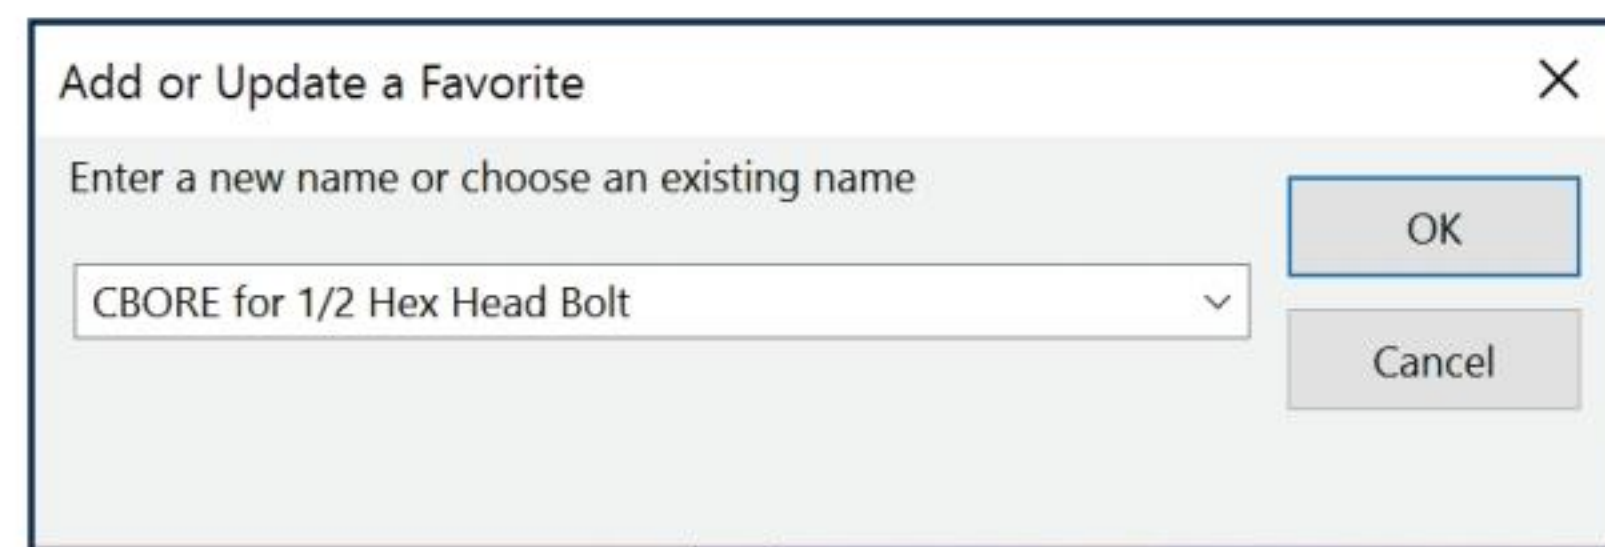 Add or Update a Favorite
Enter a new name or choose an existing name
OK
CBORE for 1/2 Hex Head Bolt
Cancel